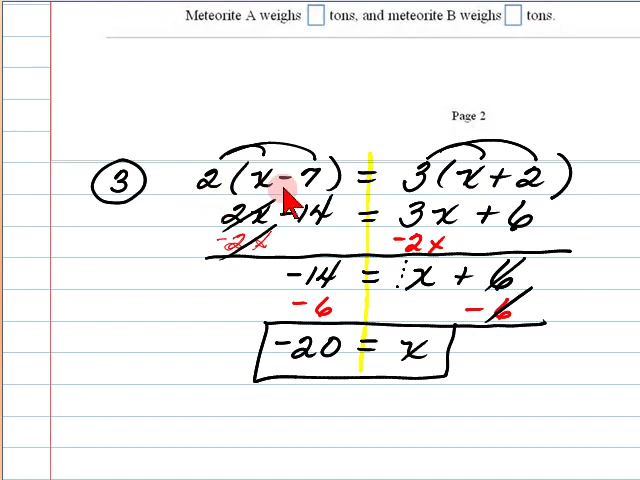 Meteorite A weighs tons, and meteorite B weighs tons.
Page 2
3 2(x-7) = 3(x+2)
2x -14 = 3x + 6
-2x -2x
-14 = x + 6
-6 -6
-20 = x